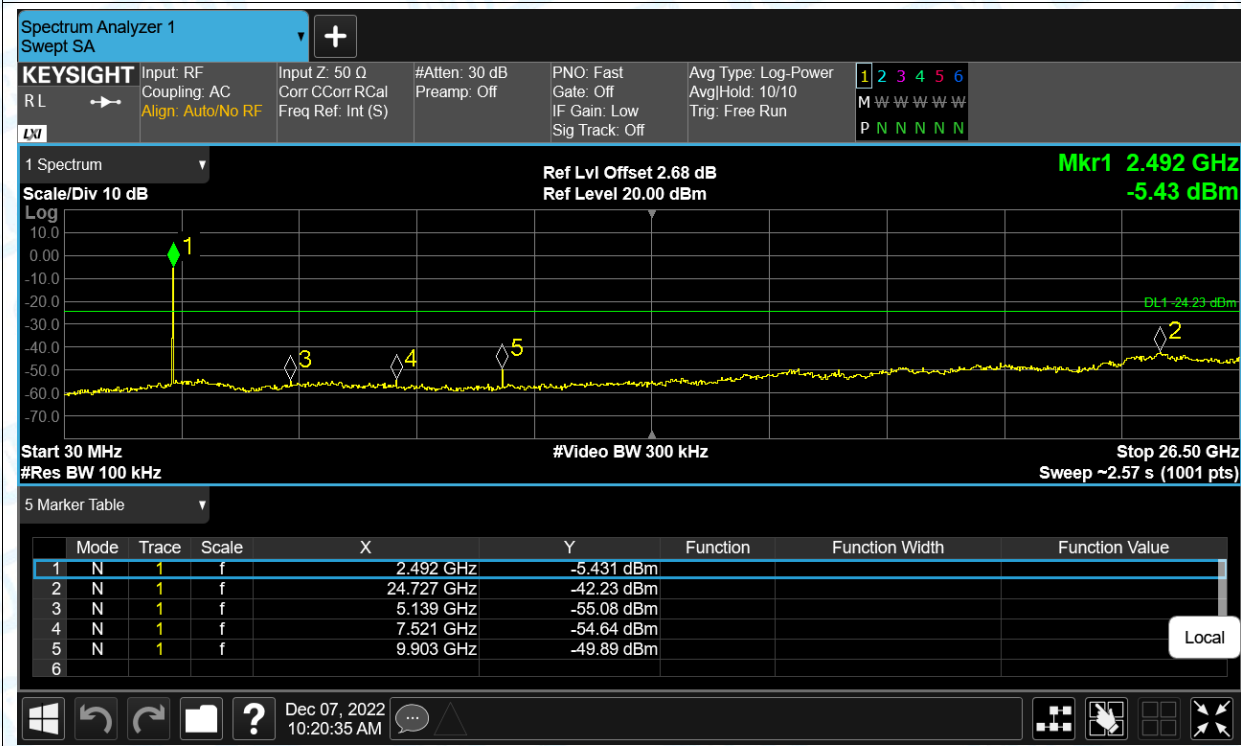 Spectrum Analyzer 1
Swept SA
KEYSIGHT
R L
LXI
Input: RF
Coupling: AC
Align: Auto/No RF
Input Z: 50 Ω
Corr CCorr RCal
Freq Ref: Int (S)
#Atten: 30 dB
Preamp: Off
PNO: Fast
Gate: Off
IF Gain: Low
Sig Track: Off
Avg Type: Log-Power
Avg|Hold: 10/10
Trig: Free Run
1 2 3 4 5 6
M W W W W W
P N N N N N
1 Spectrum
Scale/Div 10 dB
Ref Lvl Offset 2.68 dB
Ref Level 20.00 dBm
Mkr1 2.492 GHz
-5.43 dBm
Log
10.0
0.00
-10.0
-20.0
-30.0
-40.0
-50.0
-60.0
-70.0
1
DL1 -24.23 dBm
2
3
4
5
Start 30 MHz
#Video BW 300 kHz
Stop 26.50 GHz
#Res BW 100 kHz
Sweep ~2.57 s (1001 pts)
5 Marker Table
Mode Trace Scale X Y Function Function Width Function Value
1 N 1 f 2.492 GHz -5.431 dBm
2 N 1 f 24.727 GHz -42.23 dBm
3 N 1 f 5.139 GHz -55.08 dBm
4 N 1 f 7.521 GHz -54.64 dBm
5 N 1 f 9.903 GHz -49.89 dBm
6
Local
?
Dec 07, 2022
10:20:35 AM